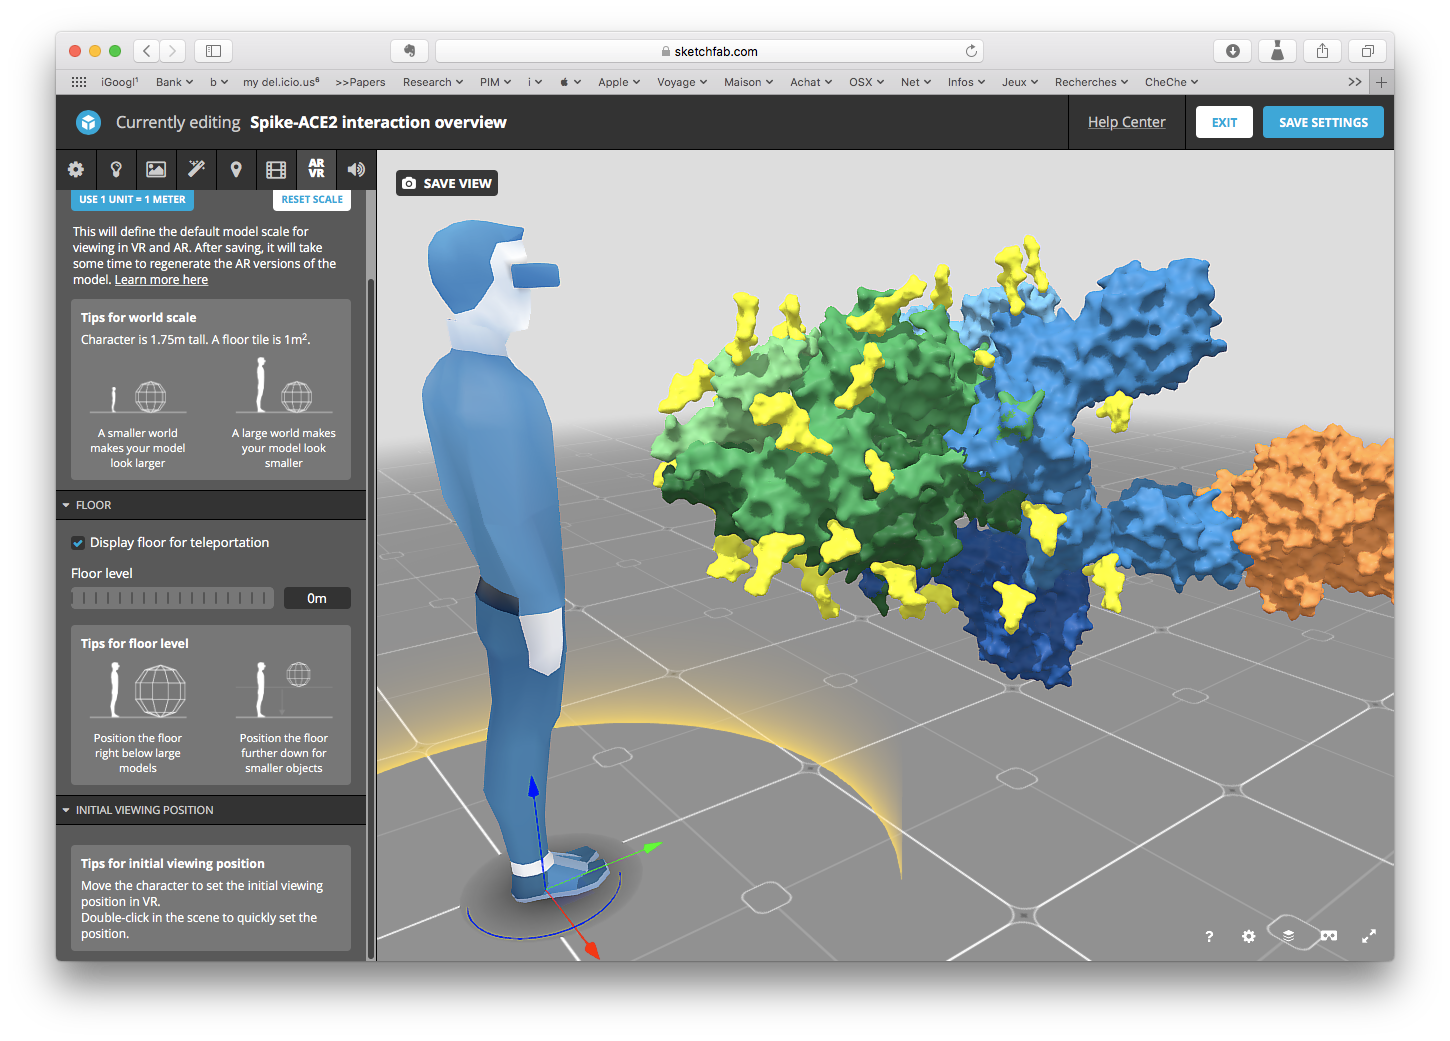 sketchfab.com
iGoogl¹ Bank b my del.icio.us⁶ >>Papers Research PIM i Apple Voyage Maison Achat OSX Net Infos Jeux Recherches CheChe >> +
Currently editing Spike-ACE2 interaction overview Help Center EXIT SAVE SETTINGS
AR
VR
USE 1 UNIT = 1 METER RESET SCALE
SAVE VIEW
This will define the default model scale for
viewing in VR and AR. After saving, it will take
some time to regenerate the AR versions of the
model. Learn more here
Tips for world scale
Character is 1.75m tall. A floor tile is 1m².
A smaller world
makes your model
look larger
A large world makes
your model look
smaller
FLOOR
Display floor for teleportation
Floor level
0m
Tips for floor level
Position the floor
right below large
models
Position the floor
further down for
smaller objects
INITIAL VIEWING POSITION
Tips for initial viewing position
Move the character to set the initial viewing
position in VR.
Double-click in the scene to quickly set the
position.
?